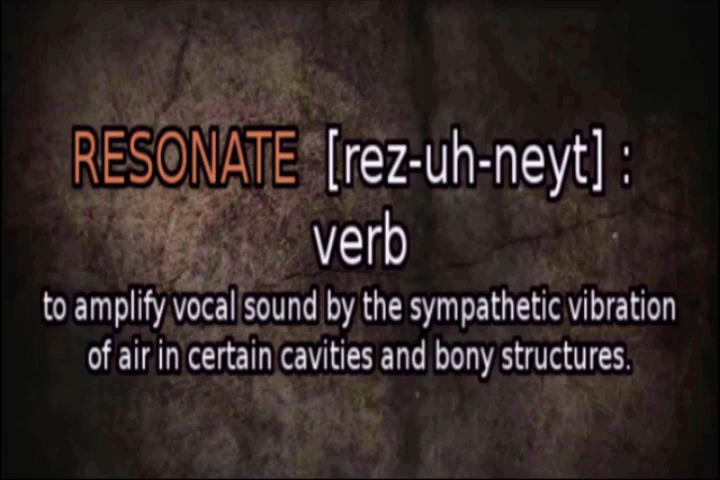 RESONATE [rez-uh-neyt] :
verb
to amplify vocal sound by the sympathetic vibration
of air in certain cavities and bony structures.